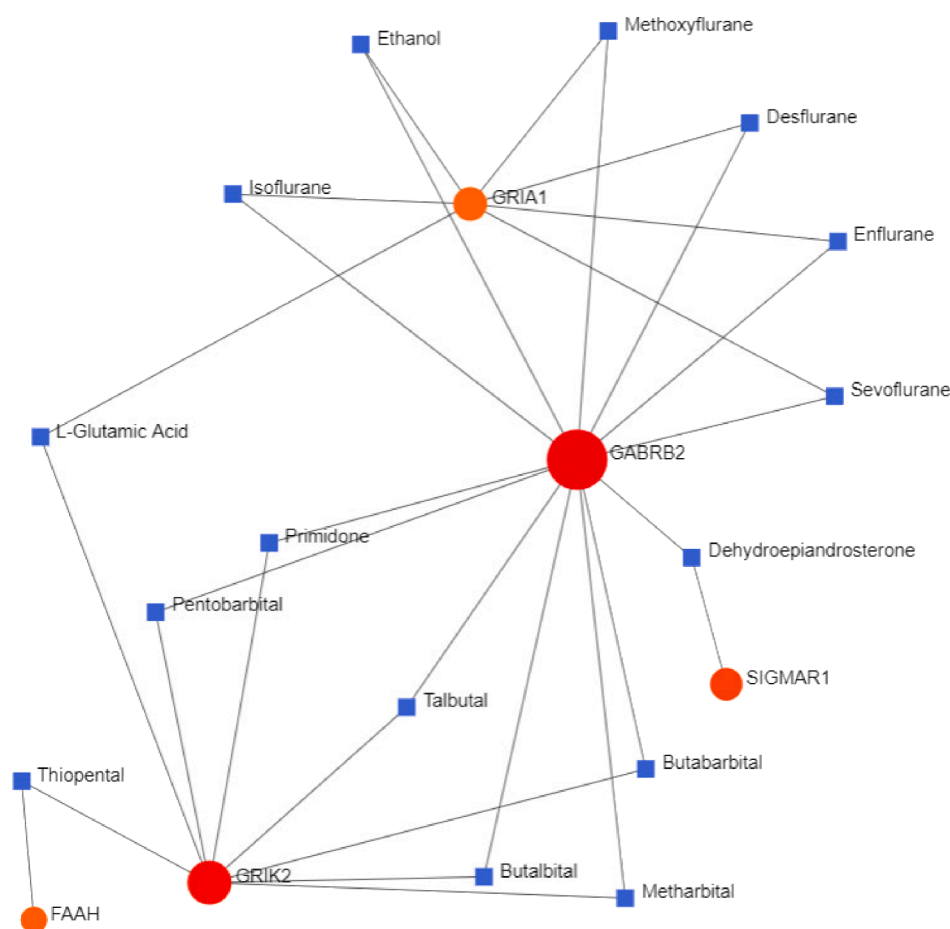 Methoxyflurane
Ethanol
Desflurane
Isoflurane
GRIA1
Enflurane
Sevoflurane
L-Glutamic Acid
GABRB2
Primidone
Dehydroepiandrosterone
Pentobarbital
SIGMAR1
Talbutal
Butabarbital
Thiopental
Butalbital
GRIK2
Metharbital
FAAH